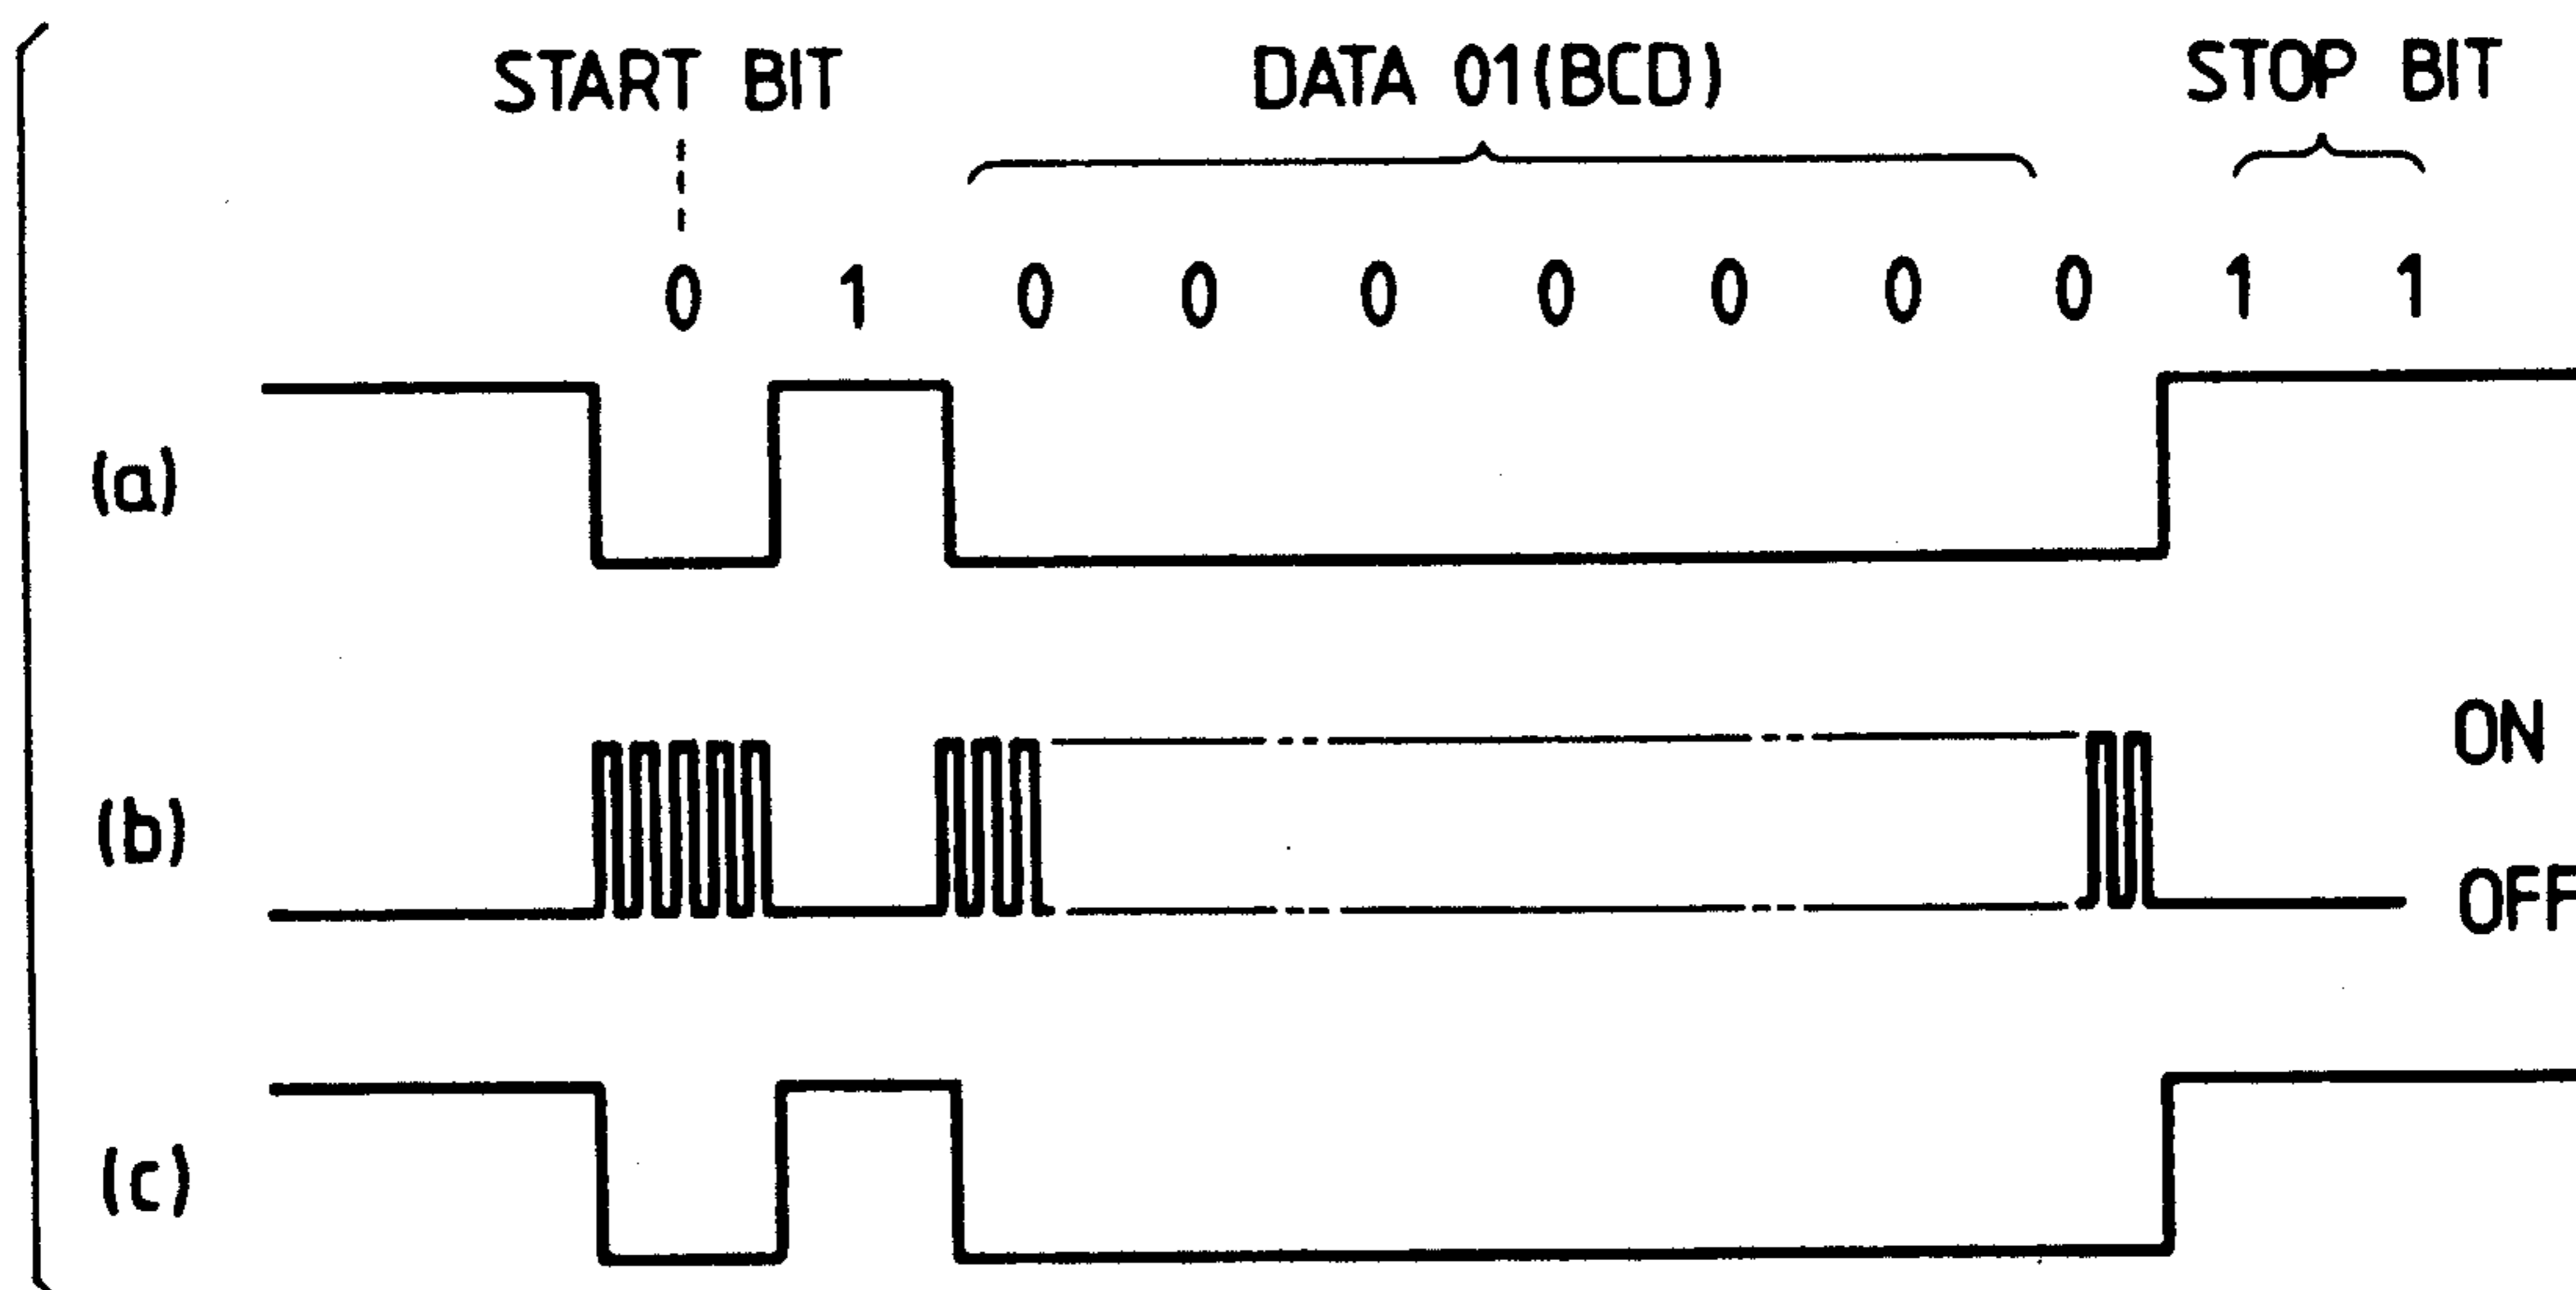 START BIT DATA 01(BCD) STOP BIT
0 1 0 0 0 0 0 0 0 1 1
(a)
ON
(b)
OFF
(c)